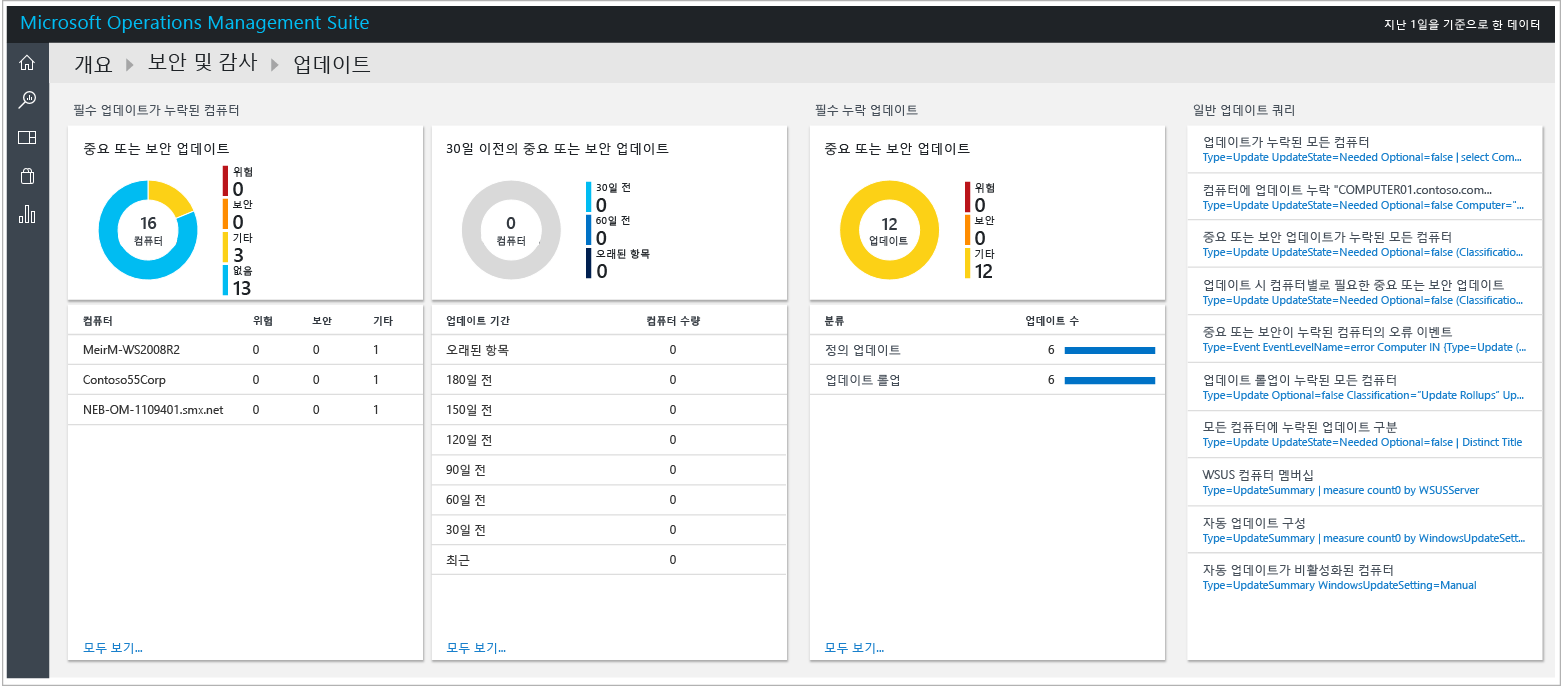 Microsoft Operations Management Suite
지난 1일을 기준으로 한 데이터
개요 보안 및 감사 업데이트
필수 업데이트가 누락된 컴퓨터
중요 또는 보안 업데이트
16
컴퓨터
위험
0
보안
0
기타
3
없음
13
컴퓨터 위험 보안 기타
MeirM-WS2008R2 0 0 1
Contoso55Corp 0 0 1
NEB-OM-1109401.smx.net 0 0 1
모두 보기...
30일 이전의 중요 또는 보안 업데이트
0
컴퓨터
30일 전
0
60일 전
0
오래된 항목
0
업데이트 기간 컴퓨터 수량
오래된 항목 0
180일 전 0
150일 전 0
120일 전 0
90일 전 0
60일 전 0
30일 전 0
최근 0
모두 보기...
필수 누락 업데이트
중요 또는 보안 업데이트
12
업데이트
위험
0
보안
0
기타
12
분류 업데이트 수
정의 업데이트 6
업데이트 롤업 6
모두 보기...
일반 업데이트 쿼리
업데이트가 누락된 모든 컴퓨터
Type=Update UpdateState=Needed Optional=false | select Com...
컴퓨터에 업데이트 누락 "COMPUTER01.contoso.com...
Type=Update UpdateState=Needed Optional=false Computer="...
중요 또는 보안 업데이트가 누락된 모든 컴퓨터
Type=Update UpdateState=Needed Optional=false (Classificatio...
업데이트 시 컴퓨터별로 필요한 중요 또는 보안 업데이트
Type=Update UpdateState=Needed Optional=false (Classificatio...
중요 또는 보안이 누락된 컴퓨터의 오류 이벤트
Type=Event EventLevelName=error Computer IN {Type=Update (...
업데이트 롤업이 누락된 모든 컴퓨터
Type=Update Optional=false Classification="Update Rollups" Up...
모든 컴퓨터에 누락된 업데이트 구분
Type=Update UpdateState=Needed Optional=false | Distinct Title
WSUS 컴퓨터 멤버십
Type=UpdateSummary | measure count0 by WSUSServer
자동 업데이트 구성
Type=UpdateSummary | measure count0 by WindowsUpdateSett...
자동 업데이트가 비활성화된 컴퓨터
Type=UpdateSummary WindowsUpdateSetting=Manual